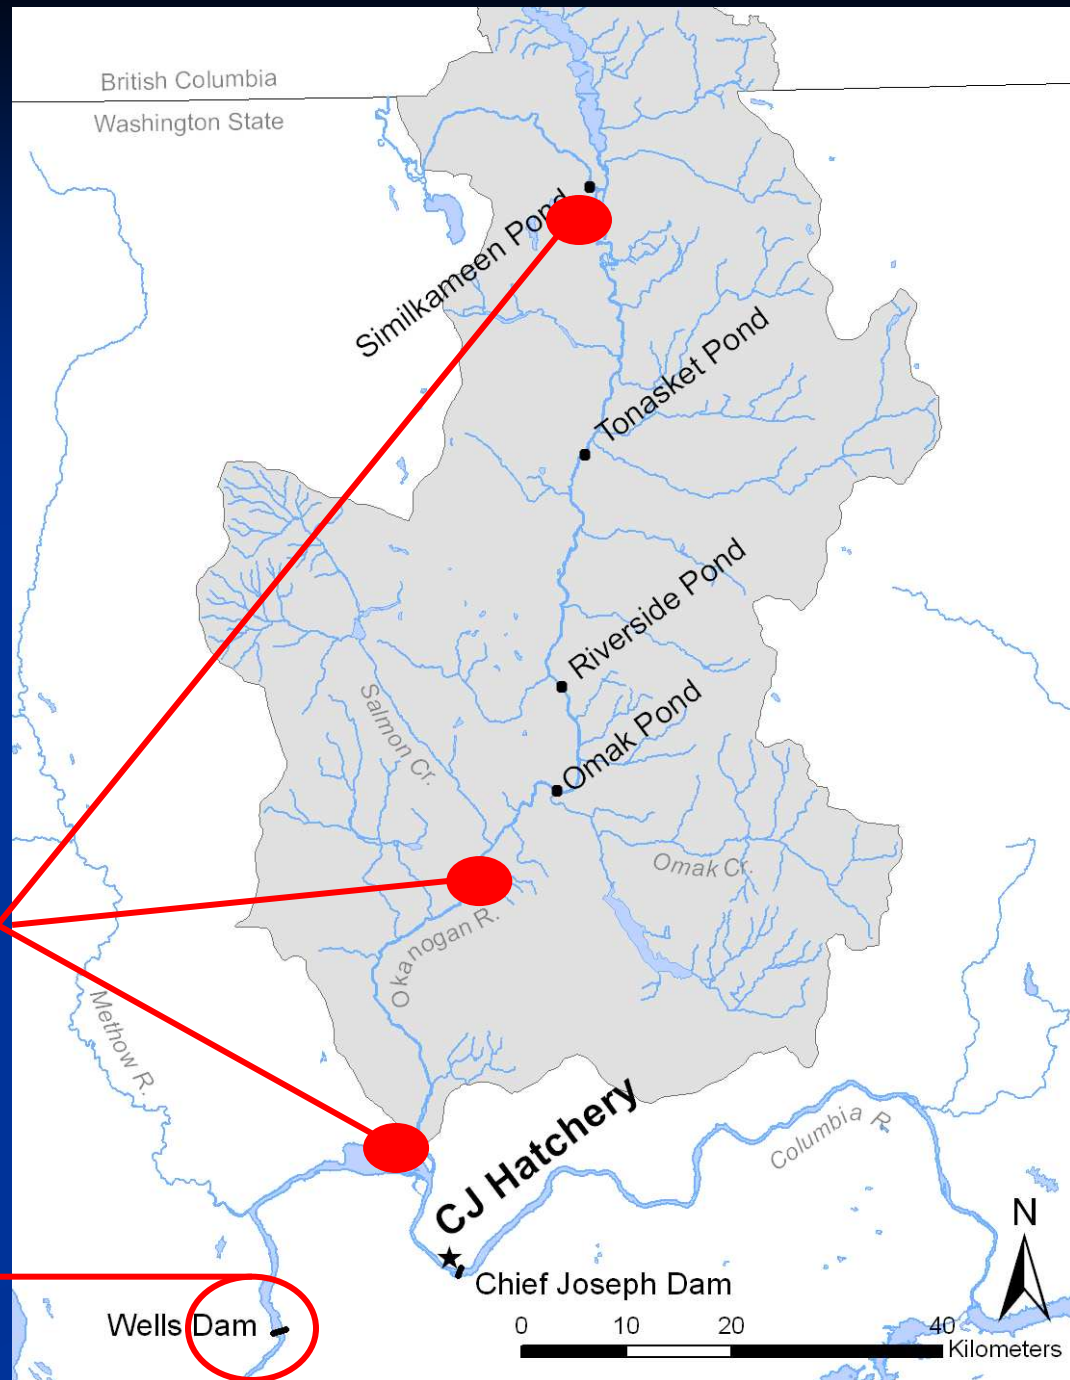 British Columbia
Washington State
Similkameen Pond
Tonasket Pond
Riverside Pond
Salmon Cr.
Omak Pond
Omak Cr.
Okanogan R.
Methow R.
CJ Hatchery
Columbia R.
N
Chief Joseph Dam
Wells Dam
0 10 20 40
Kilometers